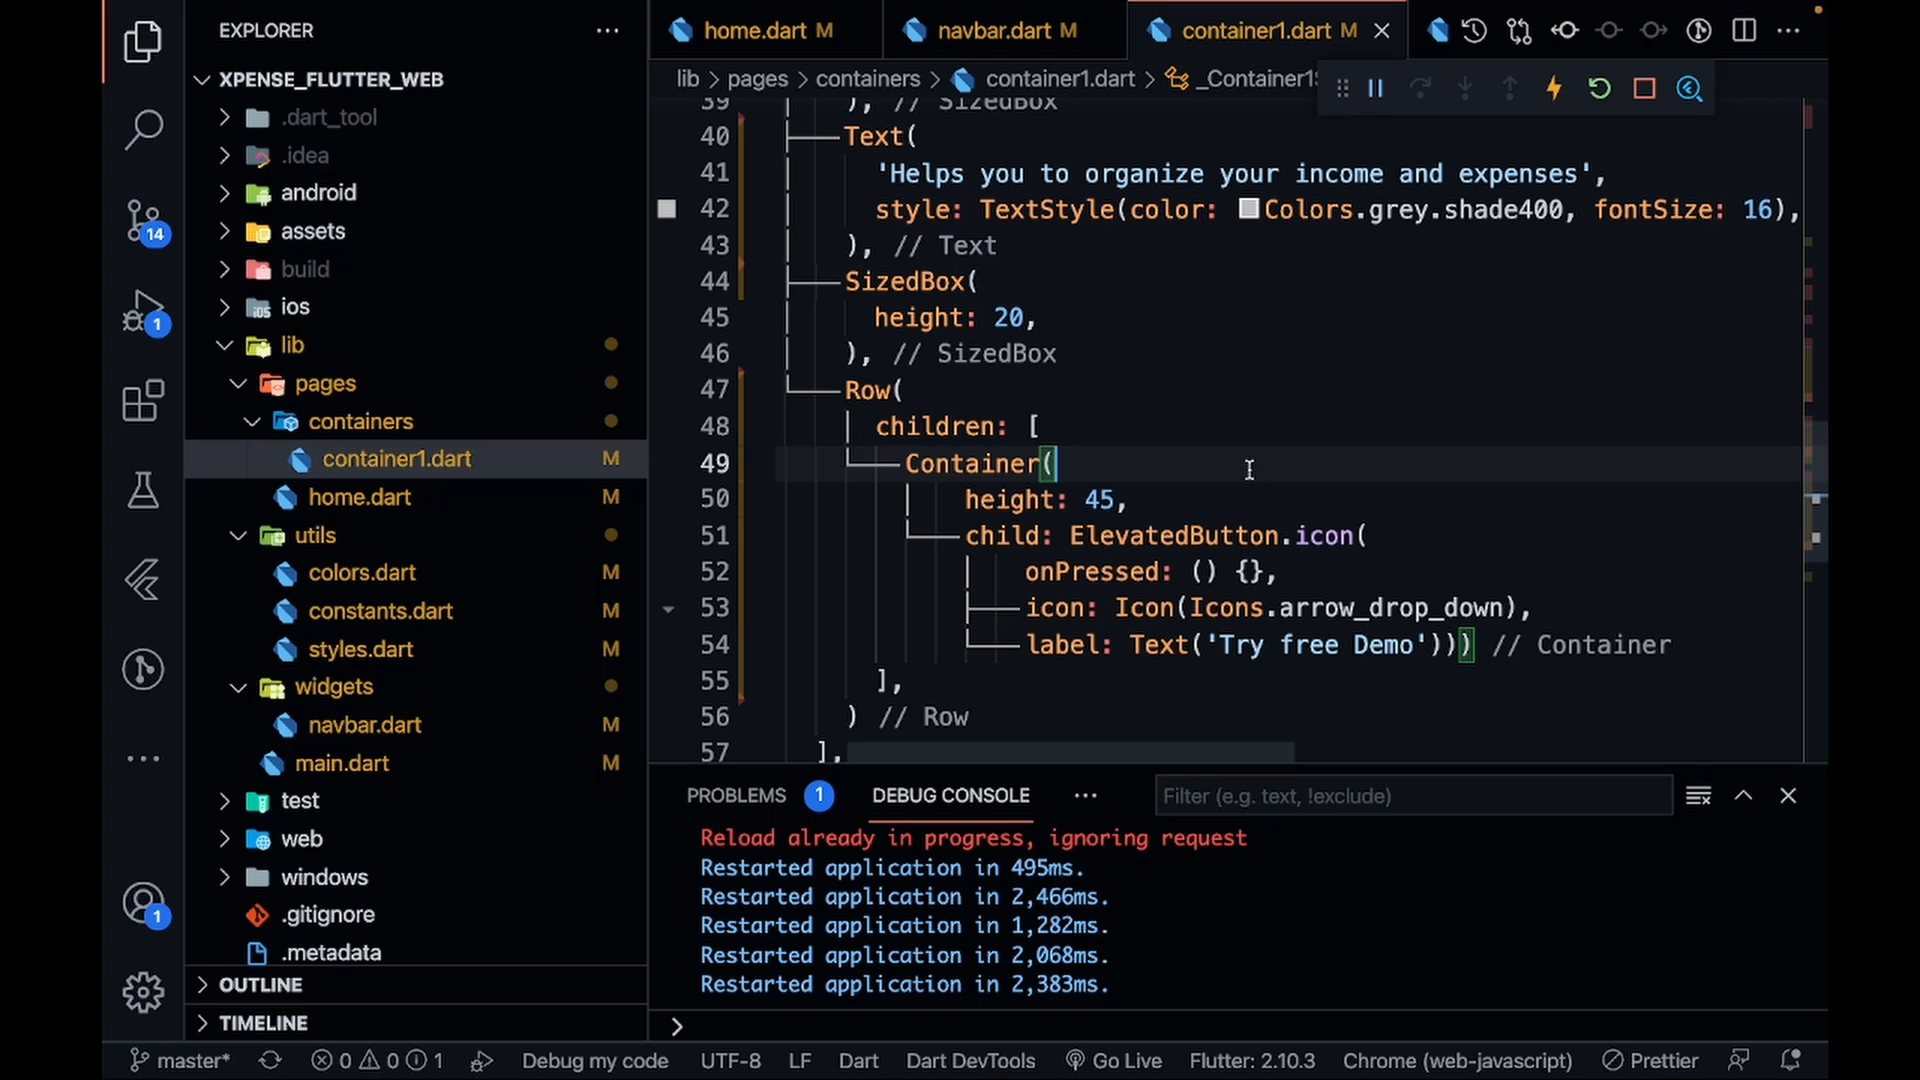 EXPLORER
XPENSE_FLUTTER_WEB
.dart_tool
.idea
android
assets
build
ios
lib
pages
containers
container1.dart M
home.dart M
utils
colors.dart M
constants.dart M
styles.dart M
widgets
navbar.dart M
main.dart M
test
web
windows
.gitignore
.metadata
OUTLINE
TIMELINE
14
1
1
home.dart M
navbar.dart M
container1.dart M
lib > pages > containers > container1.dart > _Container1S
39 ), // SizedBox
40 Text(
41 'Helps you to organize your income and expenses',
42 style: TextStyle(color: Colors.grey.shade400, fontSize: 16),
43 ), // Text
44 SizedBox(
45 height: 20,
46 ), // SizedBox
47 Row(
48 children: [
49 Container(
50 height: 45,
51 child: ElevatedButton.icon(
52 onPressed: () {},
53 icon: Icon(Icons.arrow_drop_down),
54 label: Text('Try free Demo'))) // Container
55 ],
56 ) // Row
57 ],
PROBLEMS 1 DEBUG CONSOLE Filter (e.g. text, !exclude)
Reload already in progress, ignoring request
Restarted application in 495ms.
Restarted application in 2,466ms.
Restarted application in 1,282ms.
Restarted application in 2,068ms.
Restarted application in 2,383ms.
master* 0 0 1 Debug my code UTF-8 LF Dart Dart DevTools Go Live Flutter: 2.10.3 Chrome (web-javascript) Prettier